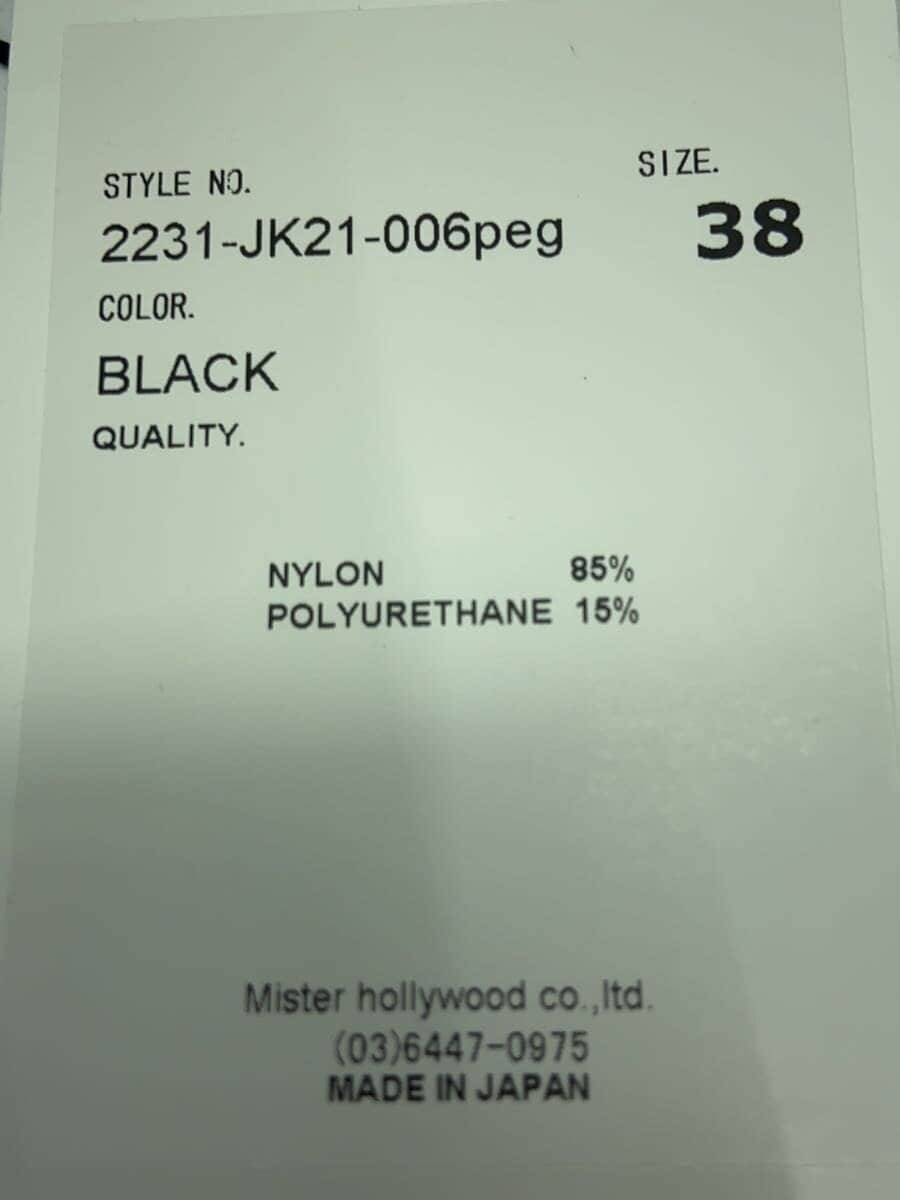 STYLE NO.
SIZE.
2231-JK21-006peg
38
COLOR.
BLACK
QUALITY.
NYLON 85%
POLYURETHANE 15%
Mister hollywood co.,ltd.
(03)6447-0975
MADE IN JAPAN